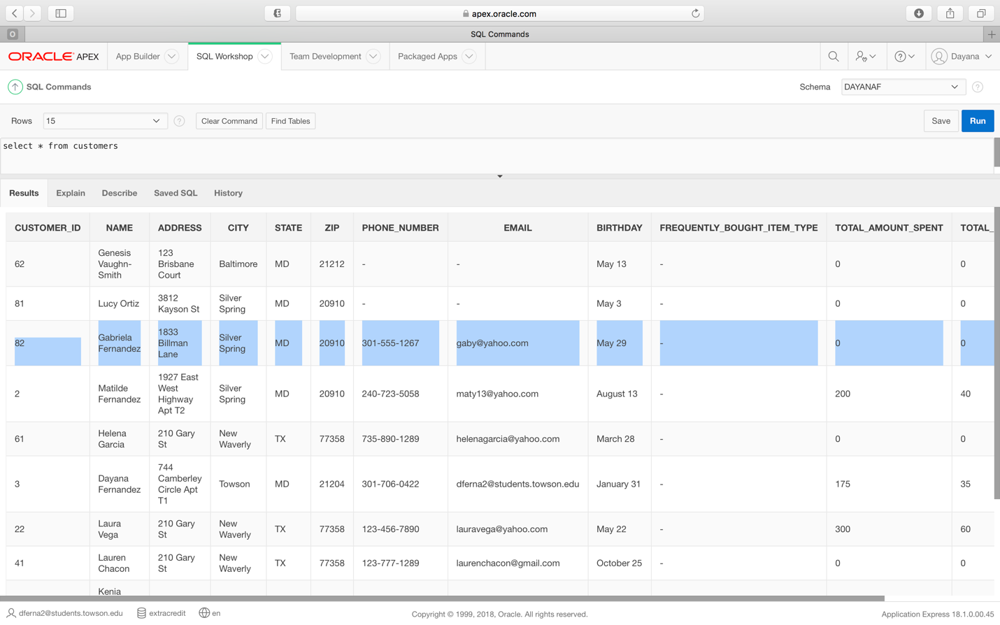 apex.oracle.com
O
SQL Commands
ORACLE APEX
App Builder
SQL Workshop
Team Development
Packaged Apps
?
Dayana
SQL Commands
Schema
DAYANAF
?
Rows
15
?
Clear Command
Find Tables
Save
Run
select * from customers
Results
Explain
Describe
Saved SQL
History
CUSTOMER_ID NAME ADDRESS CITY STATE ZIP PHONE_NUMBER EMAIL BIRTHDAY FREQUENTLY_BOUGHT_ITEM_TYPE TOTAL_AMOUNT_SPENT TOTAL_
62
Genesis
Vaughn-
Smith
123
Brisbane
Court
Baltimore
MD
21212
-
-
May 13
-
0
0
81
Lucy Ortiz
3812
Kayson St
Silver
Spring
MD
20910
-
-
May 3
-
0
0
82
Gabriela
Fernandez
1833
Billman
Lane
Silver
Spring
MD
20910
301-555-1267
gaby@yahoo.com
May 29
-
0
0
2
Matilde
Fernandez
1927 East
West
Highway
Apt T2
Silver
Spring
MD
20910
240-723-5058
maty13@yahoo.com
August 13
-
200
40
61
Helena
Garcia
210 Gary
St
New
Waverly
TX
77358
735-890-1289
helenagarcia@yahoo.com
March 28
-
0
0
3
Dayana
Fernandez
744
Camberley
Circle Apt
T1
Towson
MD
21204
301-706-0422
dferna2@students.towson.edu
January 31
-
175
35
22
Laura
Vega
210 Gary
St
New
Waverly
TX
77358
123-456-7890
lauravega@yahoo.com
May 22
-
300
60
41
Lauren
Chacon
210 Gary
St
New
Waverly
TX
77358
123-777-1289
laurenchacon@gmail.com
October 25
-
0
0
Kenia
dferna2@students.towson.edu
extracredit
en
Copyright © 1999, 2018, Oracle. All rights reserved.
Application Express 18.1.0.00.45